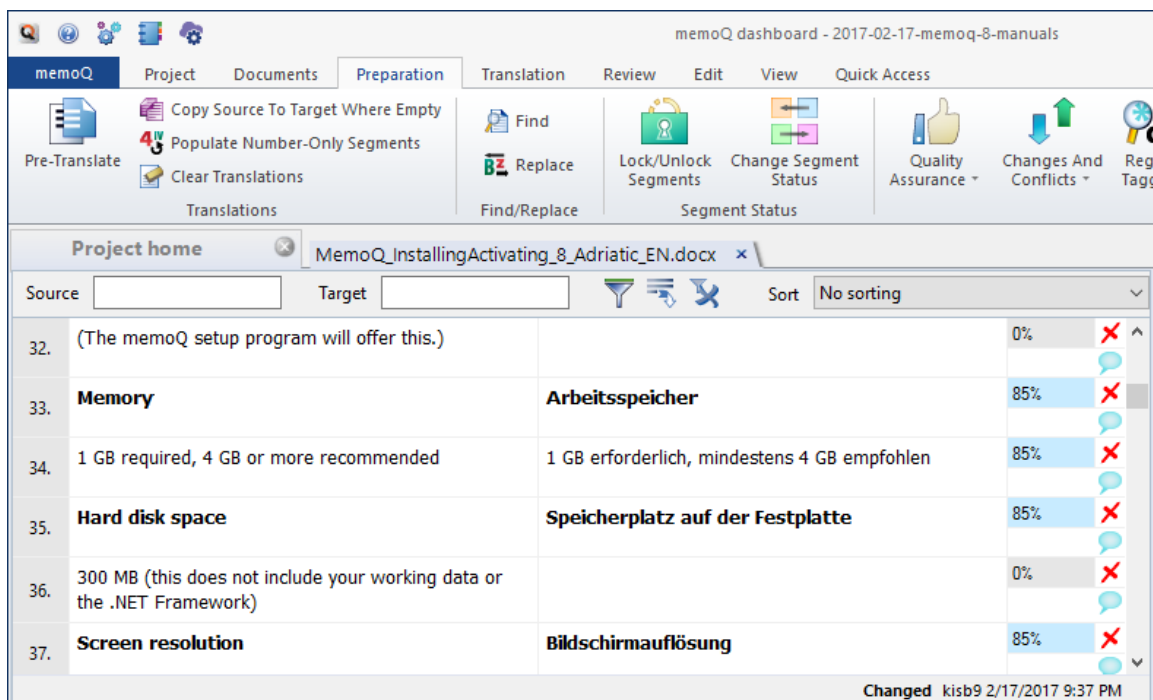 memoQ dashboard - 2017-02-17-memoq-8-manuals
memoQ Project Documents Preparation Translation Review Edit View Quick Access
Pre-Translate
Copy Source To Target Where Empty
Populate Number-Only Segments
Clear Translations
Translations
Find
Replace
Find/Replace
Lock/Unlock
Segments
Change Segment
Status
Segment Status
Quality
Assurance
Changes And
Conflicts
Project home
MemoQ_InstallingActivating_8_Adriatic_EN.docx
Source Target Sort No sorting
32. (The memoQ setup program will offer this.) 0%
33. Memory Arbeitsspeicher 85%
34. 1 GB required, 4 GB or more recommended 1 GB erforderlich, mindestens 4 GB empfohlen 85%
35. Hard disk space Speicherplatz auf der Festplatte 85%
36. 300 MB (this does not include your working data or
the .NET Framework) 0%
37. Screen resolution Bildschirmauflösung 85%
Changed kisb9 2/17/2017 9:37 PM